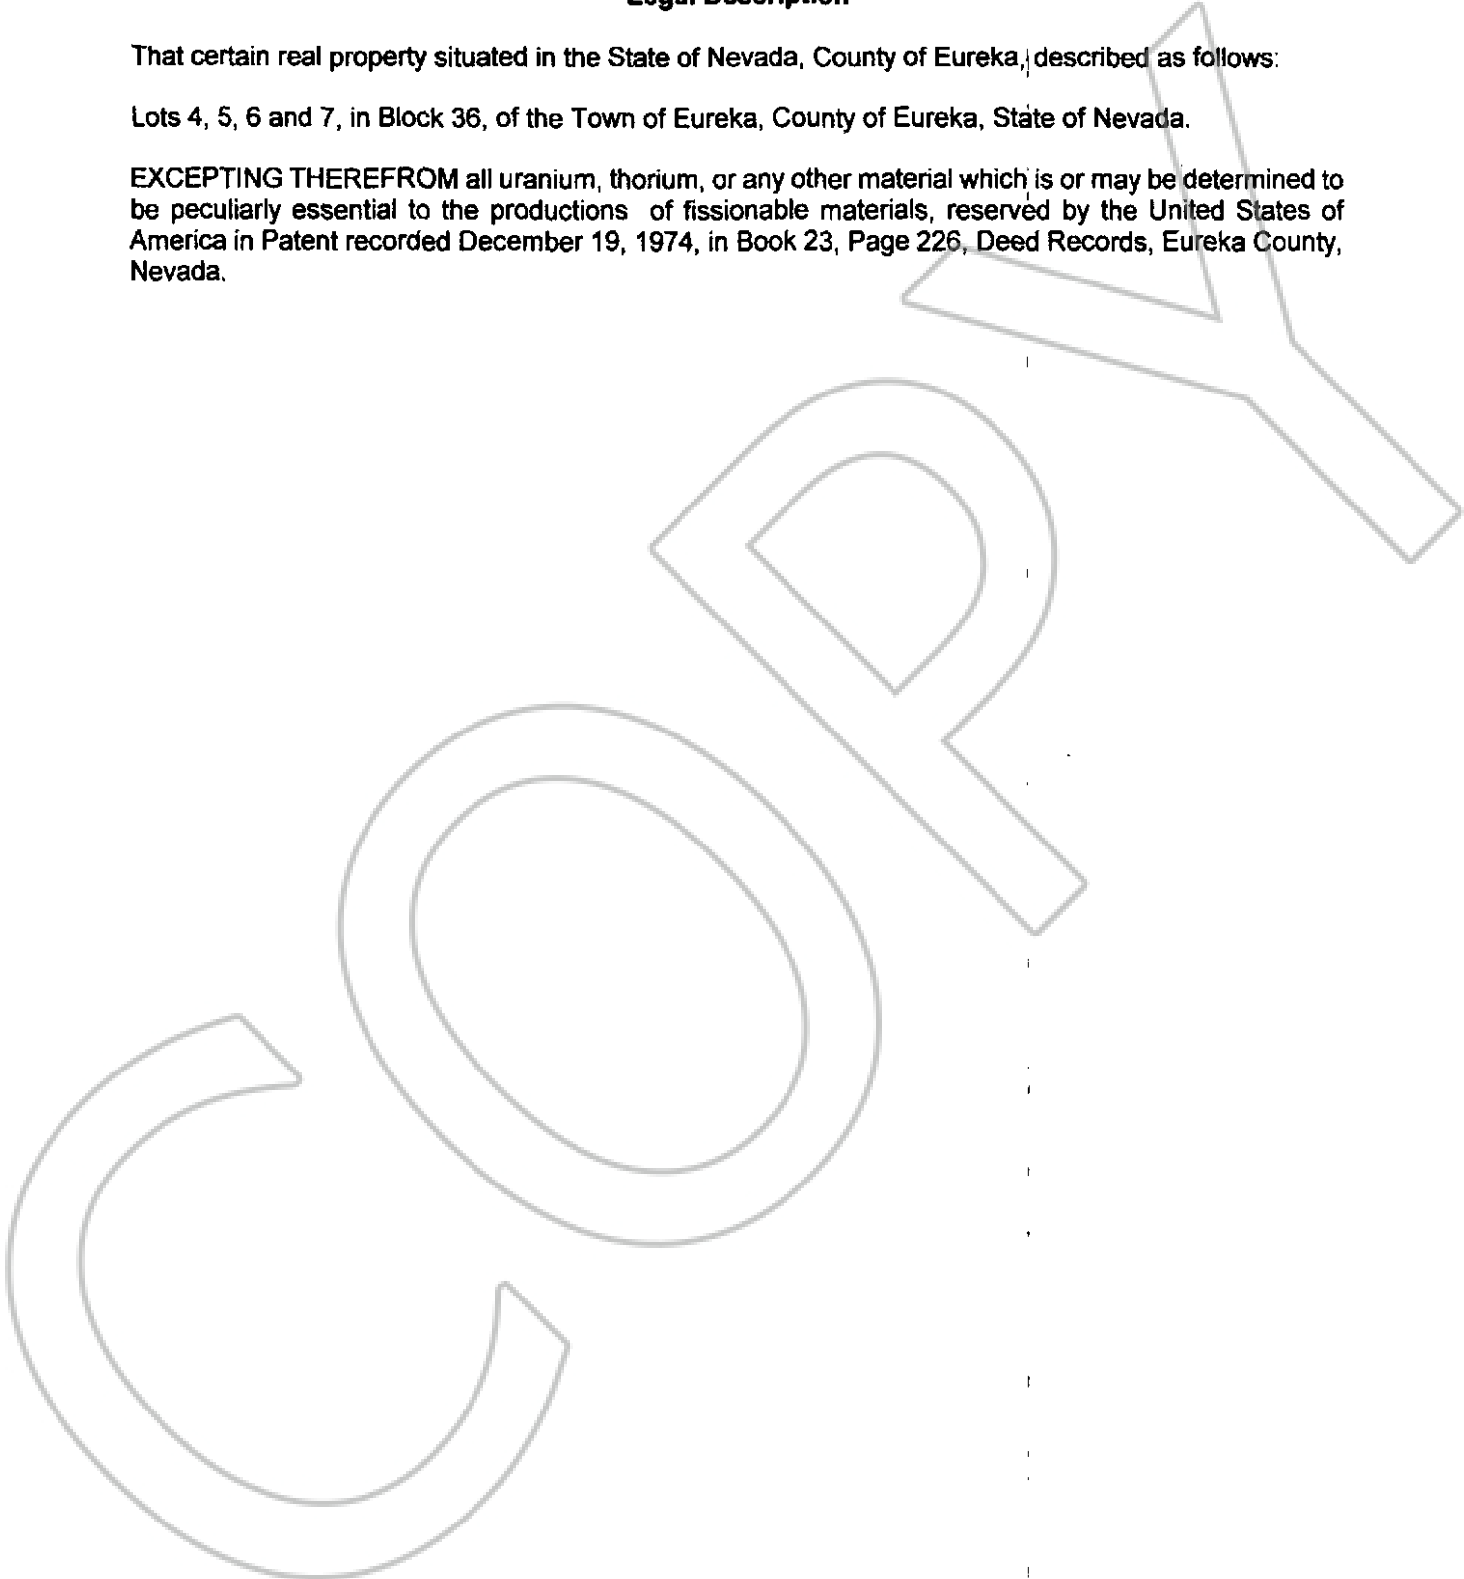 Legal Description
That certain real property situated in the State of Nevada, County of Eureka, described as follows:
Lots 4, 5, 6 and 7, in Block 36, of the Town of Eureka, County of Eureka, State of Nevada.
EXCEPTING THEREFROM all uranium, thorium, or any other material which is or may be determined to
be peculiarly essential to the productions of fissionable materials, reserved by the United States of
America in Patent recorded December 19, 1974, in Book 23, Page 226, Deed Records, Eureka County,
Nevada.
COPY